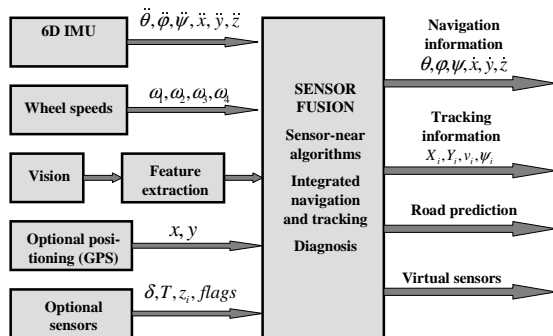 6D IMU
θ̈, φ̈, ψ̈, ẍ, ÿ, z̈
Wheel speeds
ω₁, ω₂, ω₃, ω₄
Vision
Feature
extraction
Optional posi-
tioning (GPS)
x, y
Optional
sensors
δ, T, zᵢ, flags
SENSOR
FUSION
Sensor-near
algorithms
Integrated
navigation
and tracking
Diagnosis
Navigation
information
θ, φ, ψ, ẋ, ẏ, ż
Tracking
information
Xᵢ, Yᵢ, vᵢ, ψᵢ
Road prediction
Virtual sensors